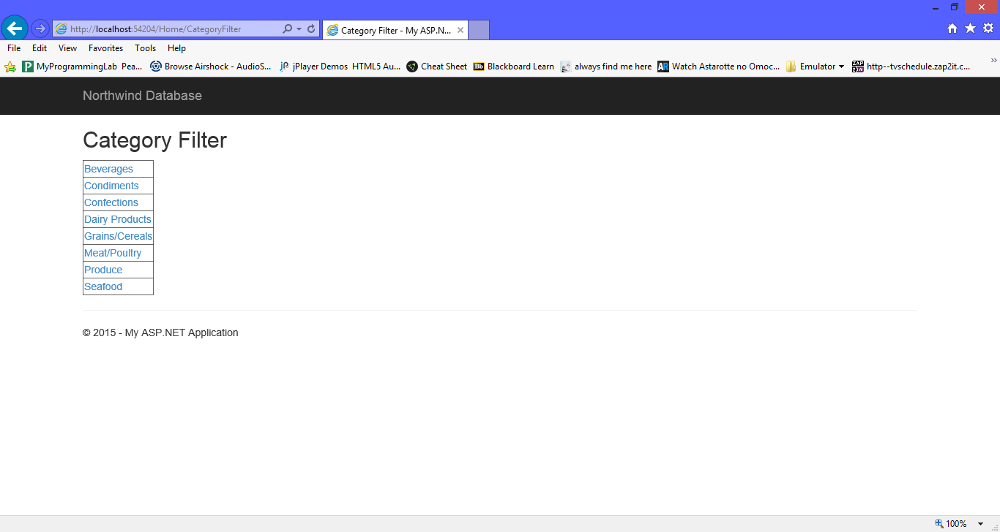 http://localhost:54204/Home/CategoryFilter
Category Filter - My ASP.N...
File Edit View Favorites Tools Help
MyProgrammingLab Pea... Browse Airshock - AudioS... jPlayer Demos HTML5 Au... Cheat Sheet Bb Blackboard Learn always find me here AR Watch Astarotte no Omoc... Emulator http--tvschedule.zap2it.c...
Northwind Database
Category Filter
Beverages
Condiments
Confections
Dairy Products
Grains/Cereals
Meat/Poultry
Produce
Seafood
© 2015 - My ASP.NET Application
100%